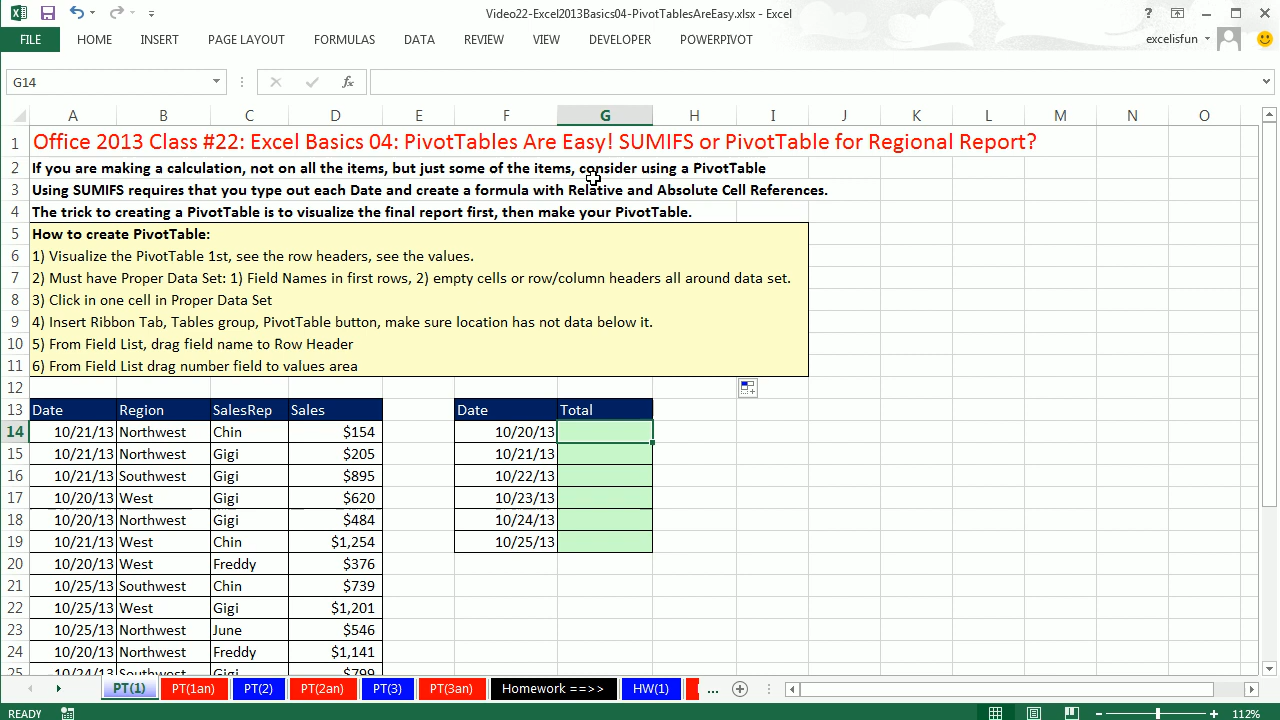 Video22-Excel2013Basics04-PivotTablesAreEasy.xlsx - Excel
FILE HOME INSERT PAGE LAYOUT FORMULAS DATA REVIEW VIEW DEVELOPER POWERPIVOT excelisfun
G14 fx
A B C D E F G H I J K L M N O
1 Office 2013 Class #22: Excel Basics 04: PivotTables Are Easy! SUMIFS or PivotTable for Regional Report?
2 If you are making a calculation, not on all the items, but just some of the items, consider using a PivotTable
3 Using SUMIFS requires that you type out each Date and create a formula with Relative and Absolute Cell References.
4 The trick to creating a PivotTable is to visualize the final report first, then make your PivotTable.
5 How to create PivotTable:
6 1) Visualize the PivotTable 1st, see the row headers, see the values.
7 2) Must have Proper Data Set: 1) Field Names in first rows, 2) empty cells or row/column headers all around data set.
8 3) Click in one cell in Proper Data Set
9 4) Insert Ribbon Tab, Tables group, PivotTable button, make sure location has not data below it.
10 5) From Field List, drag field name to Row Header
11 6) From Field List drag number field to values area
12
13 Date Region SalesRep Sales Date Total
14 10/21/13 Northwest Chin $154 10/20/13
15 10/21/13 Northwest Gigi $205 10/21/13
16 10/21/13 Southwest Gigi $895 10/22/13
17 10/20/13 West Gigi $620 10/23/13
18 10/20/13 Northwest Gigi $484 10/24/13
19 10/21/13 West Chin $1,254 10/25/13
20 10/20/13 West Freddy $376
21 10/25/13 Southwest Chin $739
22 10/25/13 West Gigi $1,201
23 10/25/13 Northwest June $546
24 10/20/13 Northwest Freddy $1,141
25 10/24/13 Southwest Gigi $799
PT(1) PT(1an) PT(2) PT(2an) PT(3) PT(3an) Homework ==>> HW(1) ...
READY 112%